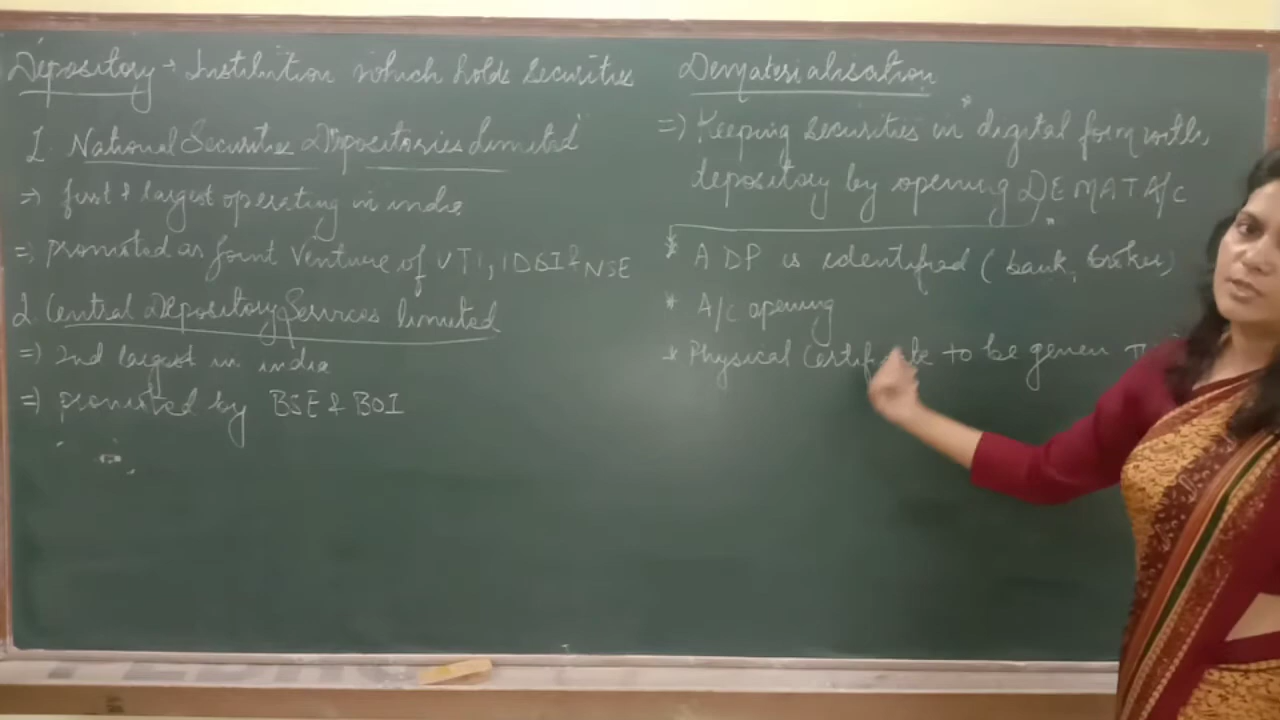 Depository → Institution which holds securities
1. National Securities Depositories limited
⇒ first & largest operating in india
⇒ promoted as Joint Venture of UTI, IDBI & NSE
2. Central Depository Services limited
⇒ 2nd largest in india
⇒ promoted by BSE & BOI
Dematerialisation
⇒ Keeping securities in digital form with
depository by opening DEMAT A/c
* A DP is identified (bank, broker)
* A/c opening
* Physical Certificate to be given